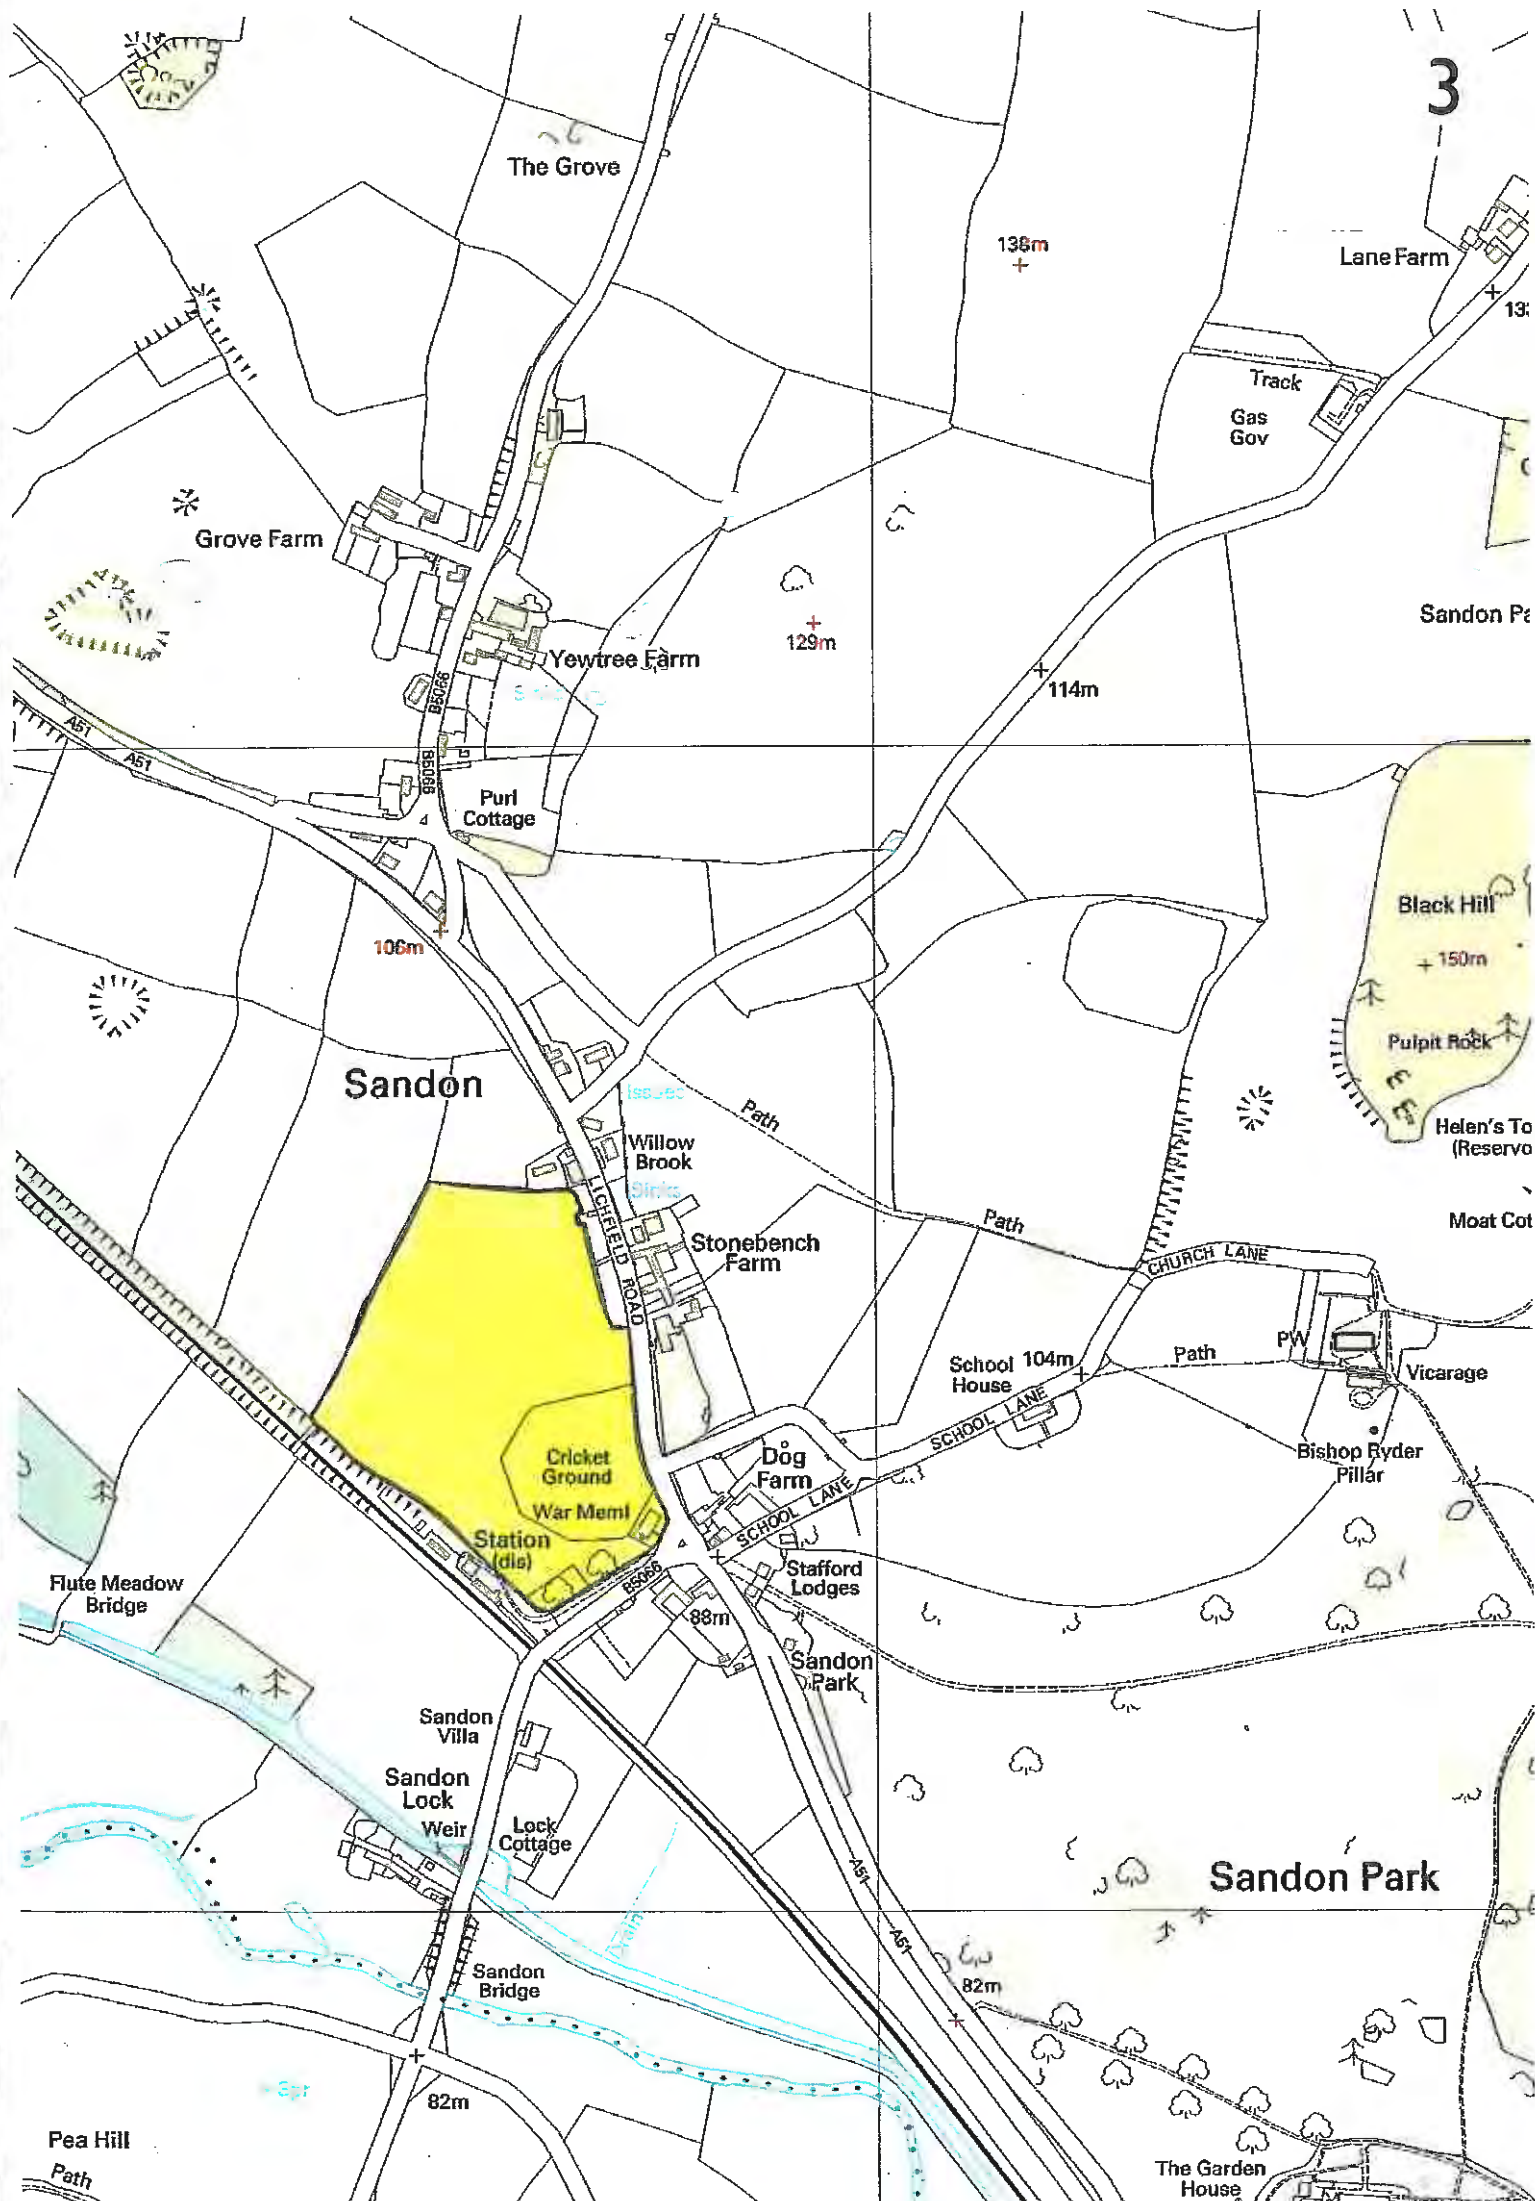 3
The Grove
138m
Lane Farm
Track
Gas
Gov
Grove Farm
129m
Sandon Pa
Yewtree Farm
114m
B5066
A51
A51
B5066
Purl
Cottage
Black Hill
106m
150m
Pulpit Rock
Sandon
Issues
Path
Helen's To
(Reservo
Willow
Brook
Sinks
LICHFIELD ROAD
Path
Moat Cot
Stonebench
Farm
CHURCH LANE
PW
Path
School
House
104m
Vicarage
SCHOOL LANE
Cricket
Ground
Dog
Farm
Bishop Ryder
Pillar
War Meml
SCHOOL LANE
Station
(dis)
Stafford
Lodges
Flute Meadow
Bridge
B5066
88m
Sandon
Park
Sandon
Villa
Sandon
Lock
Weir
Lock
Cottage
A51
Sandon Park
Drain
A51
Sandon
Bridge
82m
82m
Pea Hill
Path
The Garden
House